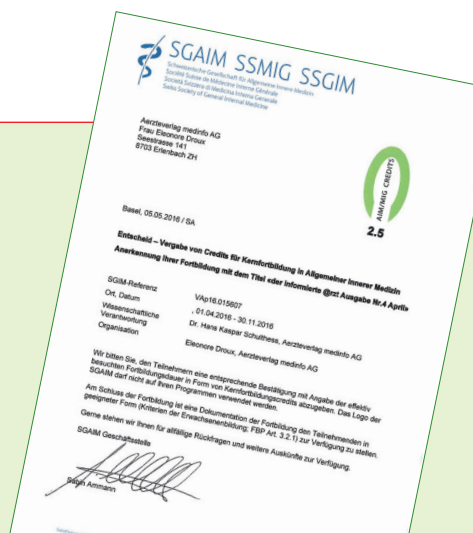 SGAIM SSMIG SSGIM
Schweizerische Gesellschaft für Allgemeine Innere Medizin
Société Suisse de Médecine Interne Générale
Società Svizzera di Medicina Interna Generale
Swiss Society of General Internal Medicine
Aerzteverlag medinfo AG
Frau Eleonore Droux
Seestrasse 141
8703 Erlenbach ZH
AIM/MIG CREDITS
2.5
Basel, 05.05.2016 / SA
Entscheid – Vergabe von Credits für Kernfortbildung in Allgemeiner Innerer Medizin
Anerkennung Ihrer Fortbildung mit dem Titel «der informierte @rzt Ausgabe Nr.4 April»
SGIM-Referenz VAp16.015607
Ort, Datum , 01.04.2016 - 30.11.2016
Wissenschaftliche Verantwortung Dr. Hans Kaspar Schulthess, Aerzteverlag medinfo AG
Organisation Eleonore Droux, Aerzteverlag medinfo AG
Wir bitten Sie, den Teilnehmern eine entsprechende Bestätigung mit Angabe der effektiv
besuchten Fortbildungsdauer in Form von Kernfortbildungscredits abzugeben. Das Logo der
SGAIM darf nicht auf Ihren Programmen verwendet werden.
Am Schluss der Fortbildung ist eine Dokumentation der Fortbildung den Teilnehmenden in
geeigneter Form (Kriterien der Erwachsenenbildung; FBP Art. 3.2.1) zur Verfügung zu stellen.
Gerne stehen wir Ihnen für allfällige Rückfragen und weitere Auskünfte zur Verfügung.
SGAIM Geschäftsstelle
Sabin Ammann